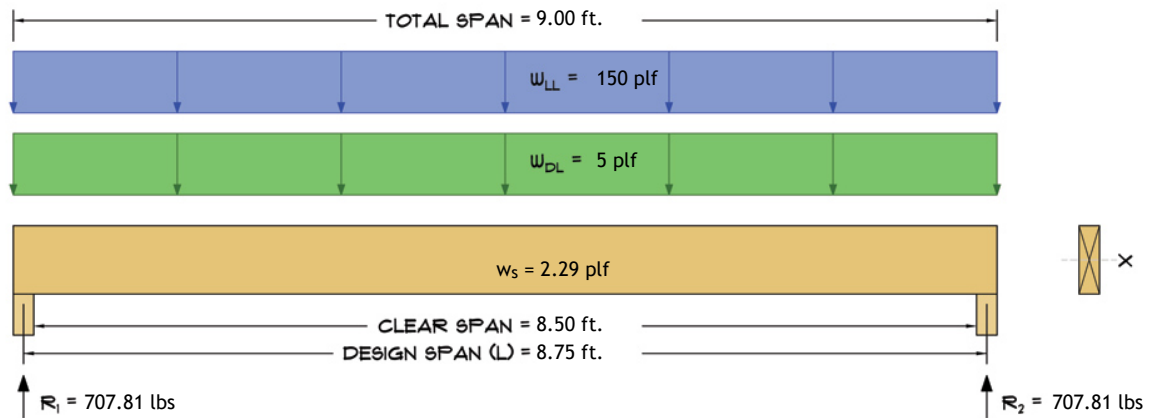 TOTAL SPAN = 9.00 ft.
WLL = 150 plf
WDL = 5 plf
ws = 2.29 plf
X
CLEAR SPAN = 8.50 ft.
DESIGN SPAN (L) = 8.75 ft.
R1 = 707.81 lbs
R2 = 707.81 lbs